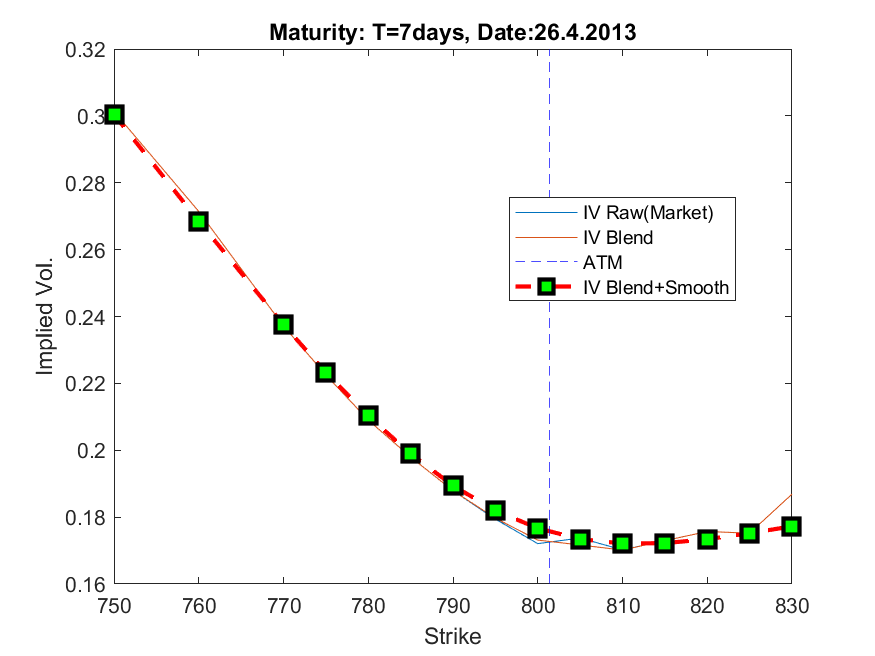 Maturity: T=7days, Date:26.4.2013
0.32
0.3
0.28
0.26
0.24
0.22
0.2
0.18
0.16
Implied Vol.
IV Raw(Market)
IV Blend
ATM
IV Blend+Smooth
750 760 770 780 790 800 810 820 830
Strike